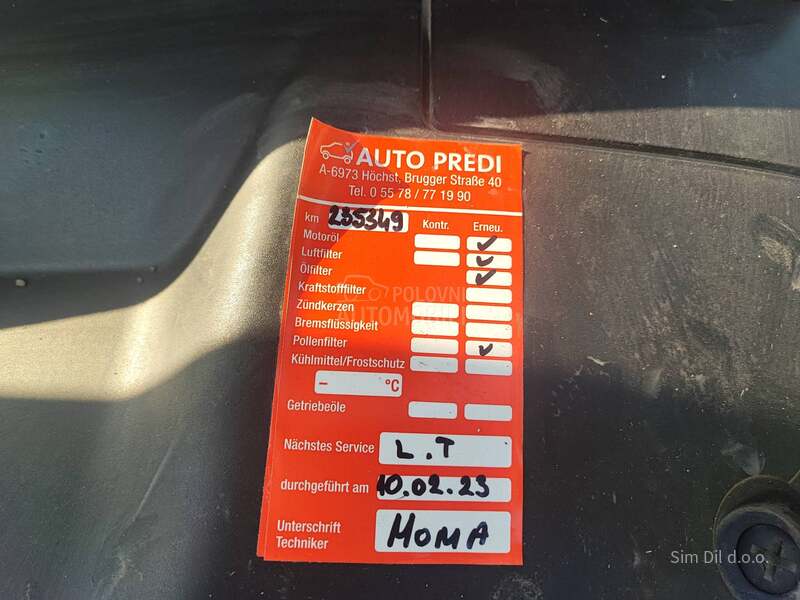 AUTO PREDI
A-6973 Höchst, Brugger Straße 40
Tel. 0 55 78 / 77 19 90
km 235349 Kontr. Erneu.
Motoröl
Luftfilter
Ölfilter
Kraftstofffilter
POLOVNI
Zündkerzen
AUTOMOBILI
Bremsflüssigkeit
Pollenfilter
Kühlmittel/Frostschutz
– °C
Getriebeöle
Nächstes Service L.T
durchgeführt am 10.02.23
Unterschrift
Techniker MOMA
Sim Dil d.o.o.